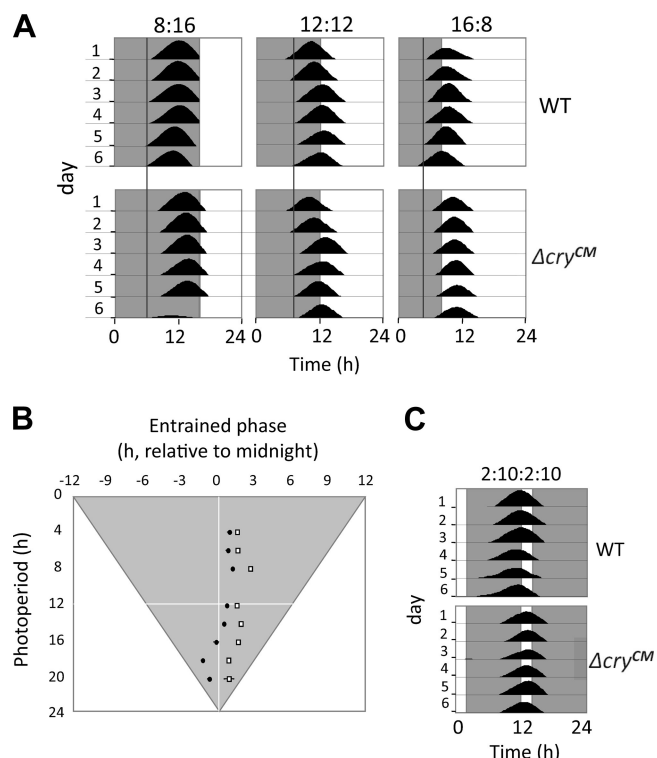 A
8:16 12:12 16:8
1
2
3
4
5
6
WT
day
1
2
3
4
5
6
Δcry^CM
0 12 24 0 12 24 0 12 24
Time (h)
B
Entrained phase
(h, relative to midnight)
-12 -9 -6 -3 0 3 6 9 12
0
4
8
12
16
20
24
Photoperiod (h)
C
2:10:2:10
1
2
3
4
5
6
WT
day
1
2
3
4
5
6
Δcry^CM
0 12 24
Time (h)